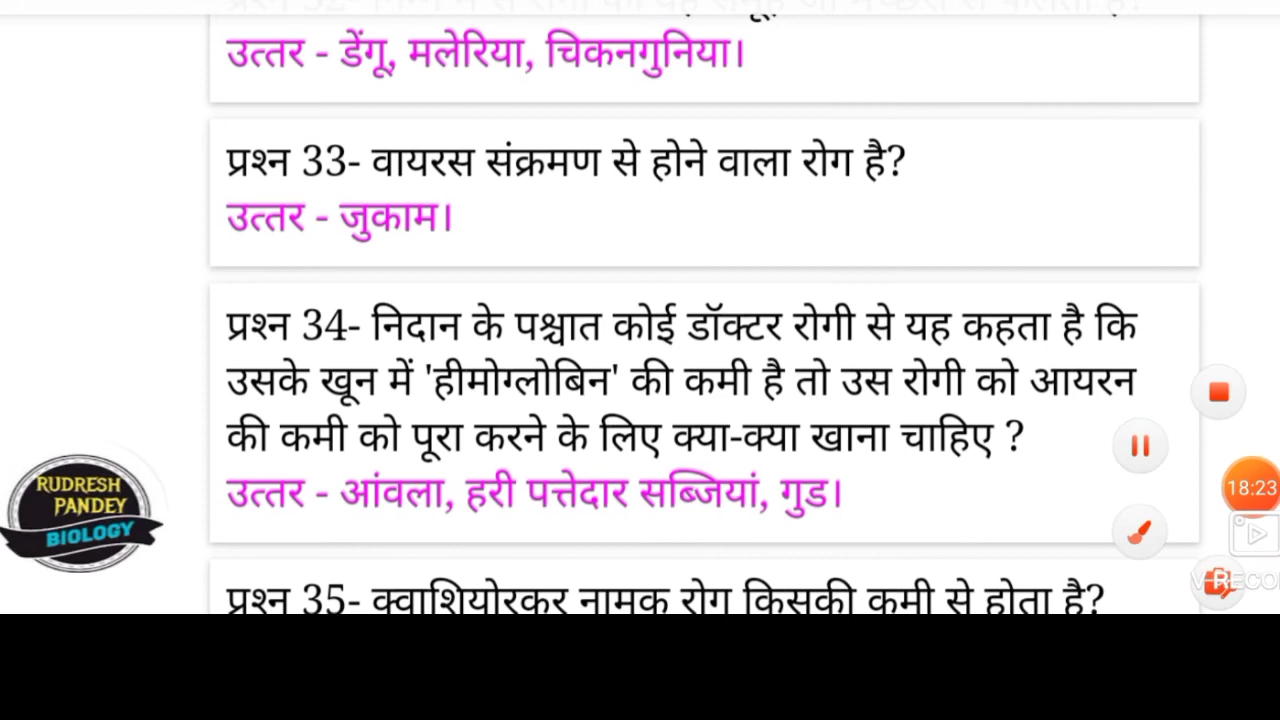 उत्तर - डेंगू, मलेरिया, चिकनगुनिया।
प्रश्न 33- वायरस संक्रमण से होने वाला रोग है?
उत्तर - जुकाम।
प्रश्न 34- निदान के पश्चात कोई डॉक्टर रोगी से यह कहता है कि
उसके खून में 'हीमोग्लोबिन' की कमी है तो उस रोगी को आयरन
की कमी को पूरा करने के लिए क्या-क्या खाना चाहिए ?
उत्तर - आंवला, हरी पत्तेदार सब्जियां, गुड।
प्रश्न 35- क्वाशियोरकर नामक रोग किसकी कमी से होता है?
RUDRESH
PANDEY
BIOLOGY
18:23